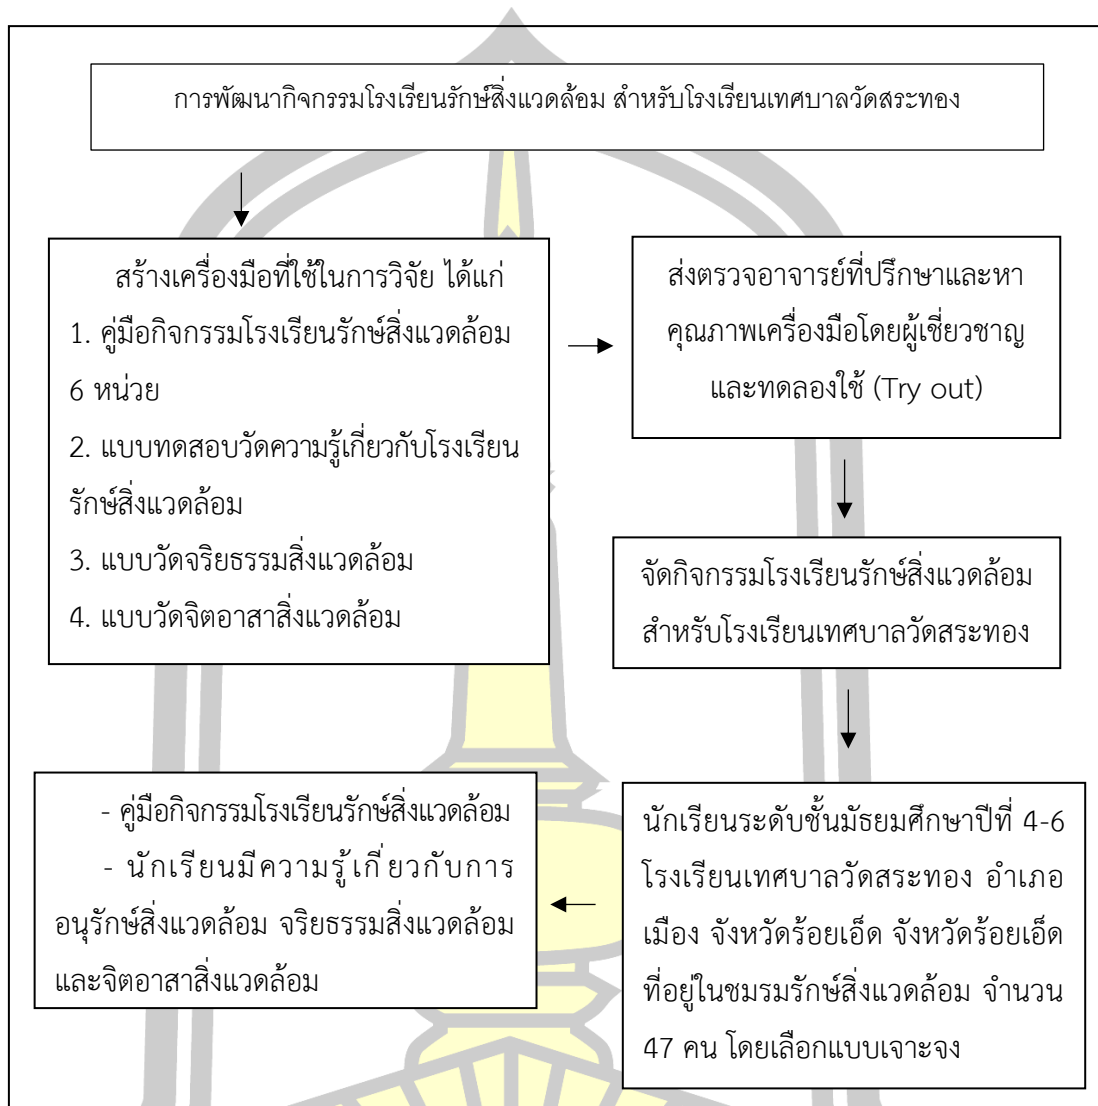 การพัฒนากิจกรรมโรงเรียนรักษ์สิ่งแวดล้อม สำหรับโรงเรียนเทศบาลวัดสระทอง
สร้างเครื่องมือที่ใช้ในการวิจัย ได้แก่
1. คู่มือกิจกรรมโรงเรียนรักษ์สิ่งแวดล้อม
6 หน่วย
2. แบบทดสอบวัดความรู้เกี่ยวกับโรงเรียน
รักษ์สิ่งแวดล้อม
3. แบบวัดจริยธรรมสิ่งแวดล้อม
4. แบบวัดจิตอาสาสิ่งแวดล้อม
ส่งตรวจอาจารย์ที่ปรึกษาและหา
คุณภาพเครื่องมือโดยผู้เชี่ยวชาญ
และทดลองใช้ (Try out)
จัดกิจกรรมโรงเรียนรักษ์สิ่งแวดล้อม
สำหรับโรงเรียนเทศบาลวัดสระทอง
นักเรียนระดับชั้นมัธยมศึกษาปีที่ 4-6
โรงเรียนเทศบาลวัดสระทอง อำเภอ
เมือง จังหวัดร้อยเอ็ด จังหวัดร้อยเอ็ด
ที่อยู่ในชมรมรักษ์สิ่งแวดล้อม จำนวน
47 คน โดยเลือกแบบเจาะจง
- คู่มือกิจกรรมโรงเรียนรักษ์สิ่งแวดล้อม
- นักเรียนมีความรู้เกี่ยวกับการ
อนุรักษ์สิ่งแวดล้อม จริยธรรมสิ่งแวดล้อม
และจิตอาสาสิ่งแวดล้อม